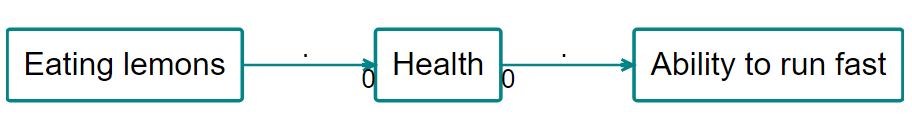 Eating lemons
.
0
Health
0
.
Ability to run fast